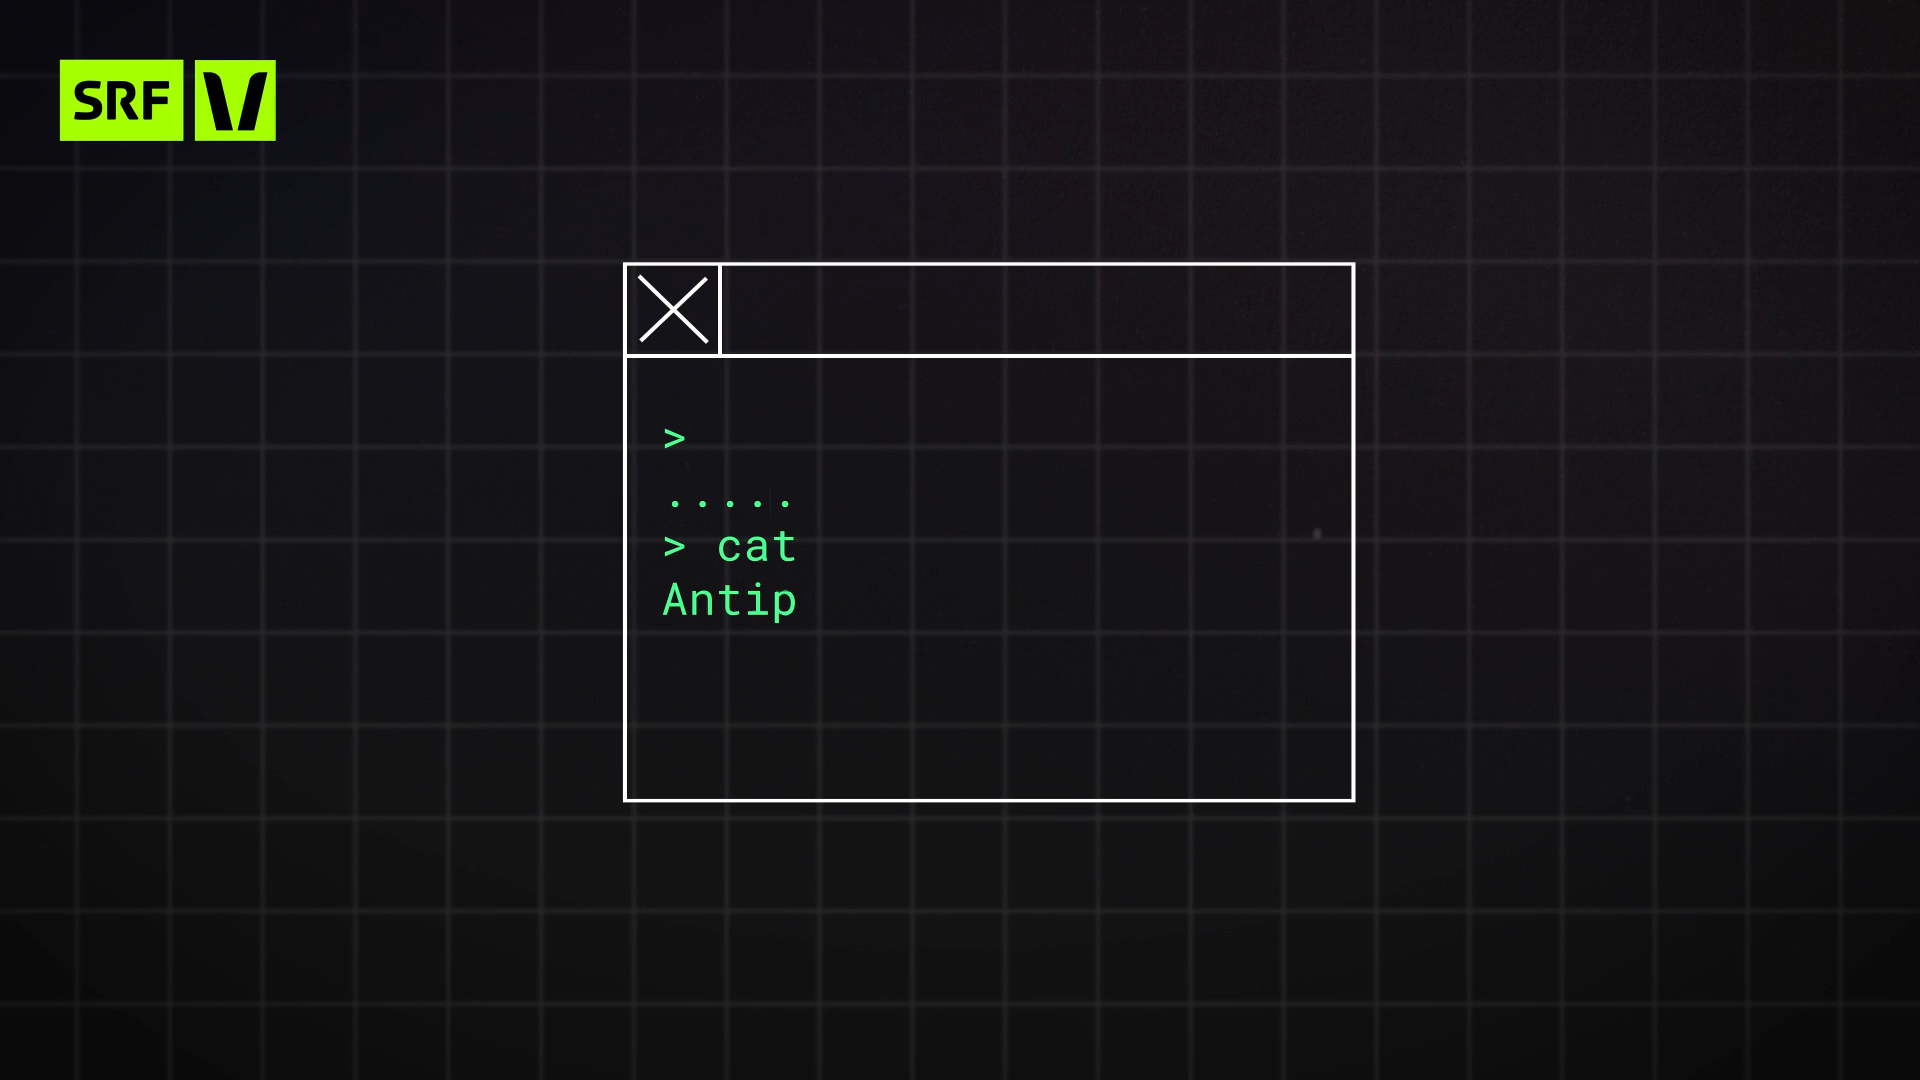 SRF V
>
.....
> cat
Antip